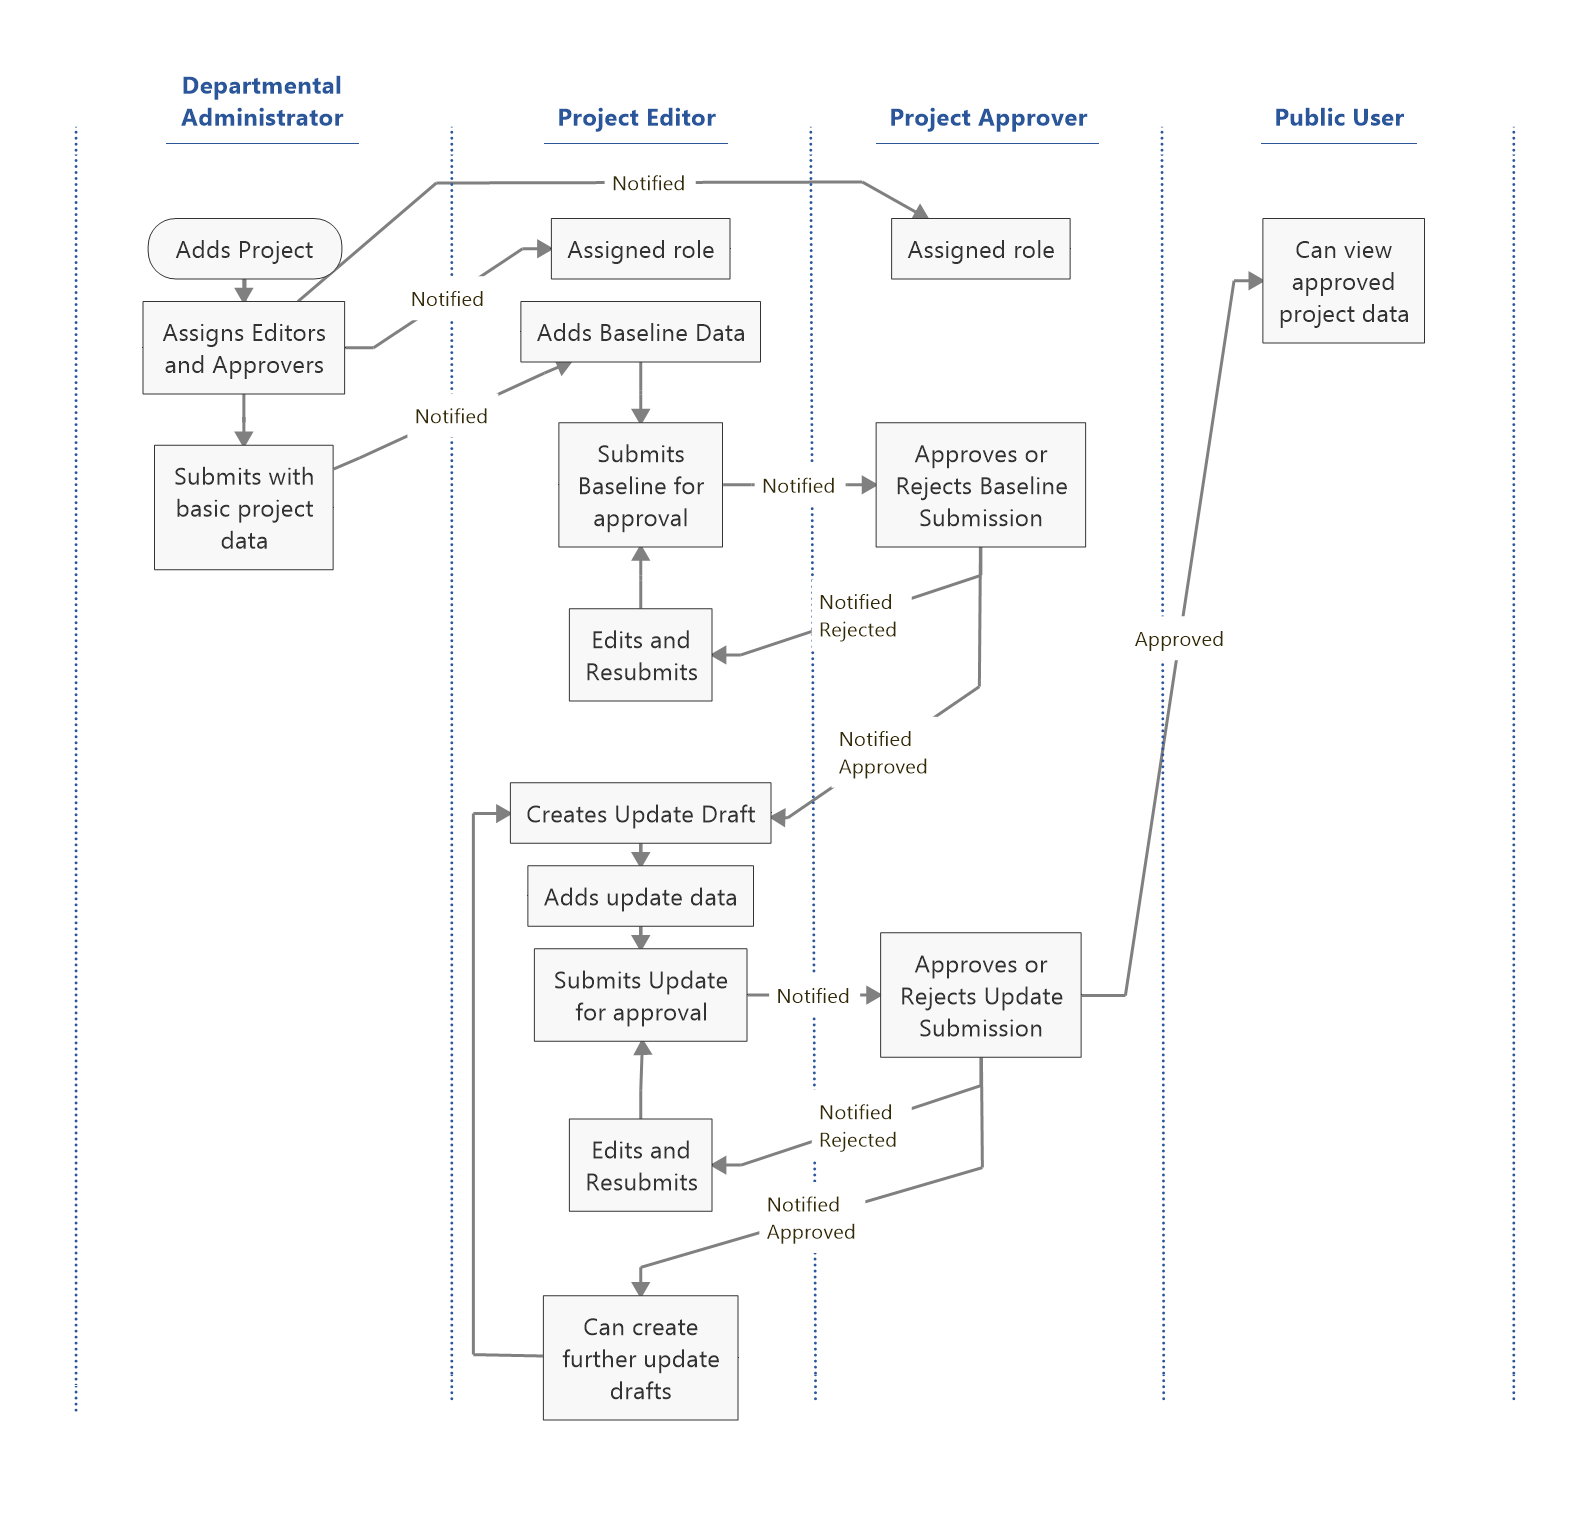 Departmental
Administrator
Project Editor
Project Approver
Public User
Notified
Adds Project
Assigned role
Assigned role
Can view
approved
project data
Notified
Assigns Editors
and Approvers
Adds Baseline Data
Notified
Submits with
basic project
data
Submits
Baseline for
approval
Notified
Approves or
Rejects Baseline
Submission
Notified
Rejected
Edits and
Resubmits
Approved
Notified
Approved
Creates Update Draft
Adds update data
Submits Update
for approval
Notified
Approves or
Rejects Update
Submission
Notified
Rejected
Edits and
Resubmits
Notified
Approved
Can create
further update
drafts